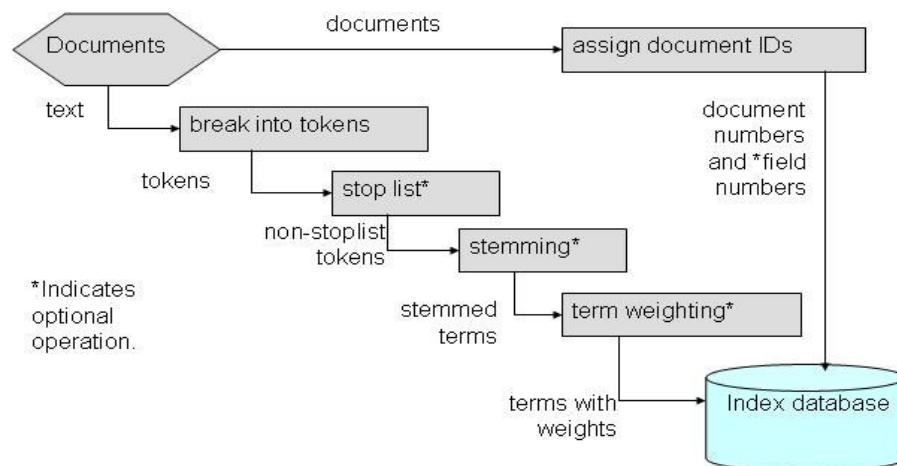 documents
Documents
assign document IDs
text
break into tokens
document
numbers
and *field
numbers
tokens
stop list*
non-stoplist
tokens
stemming*
*Indicates
optional
operation.
stemmed
terms
term weighting*
terms with
weights
Index database